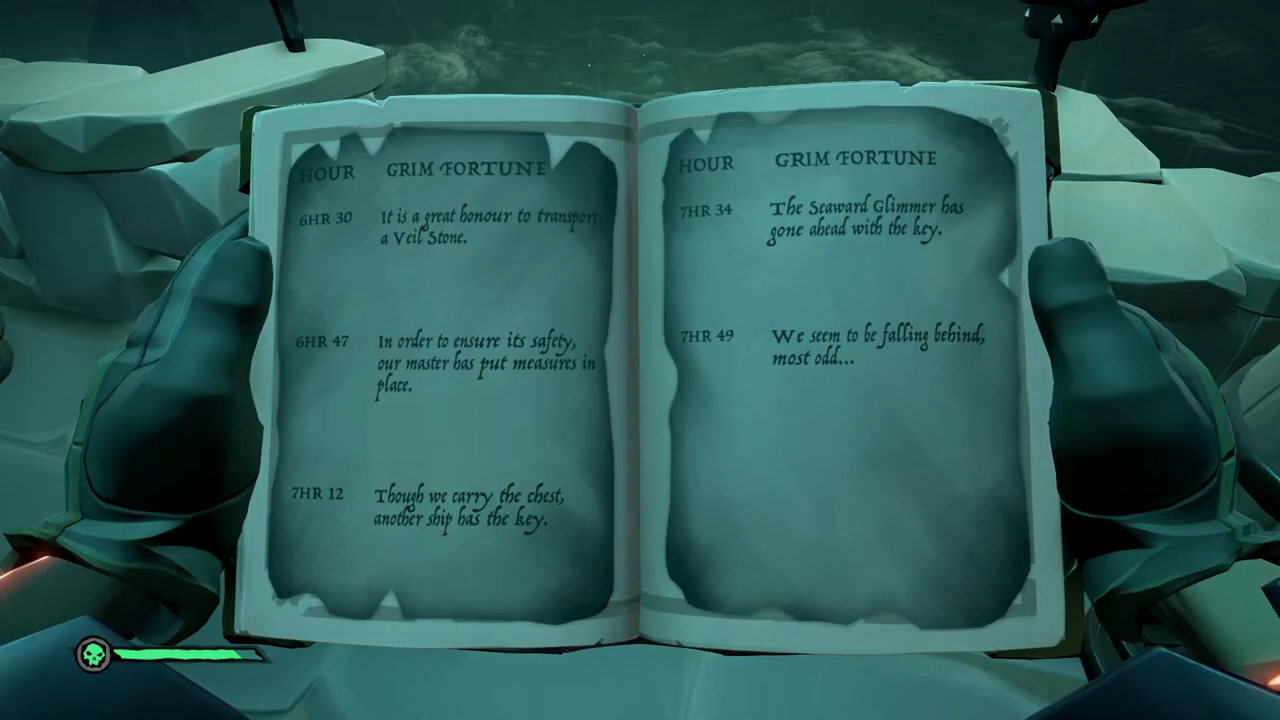 HOUR GRIM FORTUNE
6HR 30 It is a great honour to transport
a Veil Stone.
6HR 47 In order to ensure its safety,
our master has put measures in
place.
7HR 12 Though we carry the chest,
another ship has the key.
HOUR GRIM FORTUNE
7HR 34 The Seaward Glimmer has
gone ahead with the key.
7HR 49 We seem to be falling behind,
most odd...